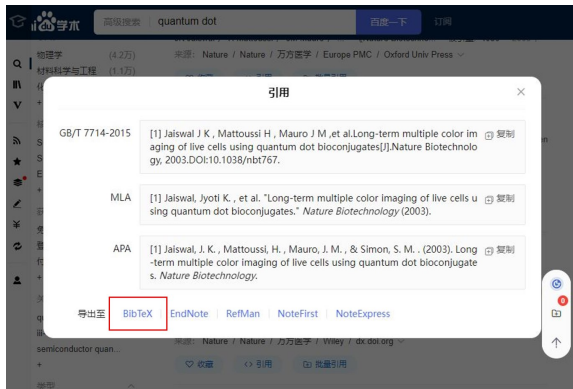 Bai du 学术
高级搜索
quantum dot
百度一下
订阅
物理学 (4.2万)
材料科学与工程 (1.1万)
来源: Nature / Nature / 万方医学 / Europe PMC / Oxford Univ Press
引用
GB/T 7714-2015
[1] Jaiswal J K , Mattoussi H , Mauro J M ,et al.Long-term multiple color im
aging of live cells using quantum dot bioconjugates[J].Nature Biotechnolo
gy, 2003.DOI:10.1038/nbt767.
复制
MLA
[1] Jaiswal, Jyoti K. , et al. "Long-term multiple color imaging of live cells u
sing quantum dot bioconjugates." Nature Biotechnology (2003).
复制
APA
[1] Jaiswal, J. K. , Mattoussi, H. , Mauro, J. M. , & Simon, S. M. . (2003). Long
-term multiple color imaging of live cells using quantum dot bioconjugate
s. Nature Biotechnology.
复制
导出至 BibTeX EndNote RefMan NoteFirst NoteExpress
8
来源: Nature / Nature / 万方医学 / Wiley / dx.doi.org
semiconductor quan...
收藏 <> 引用 批量引用